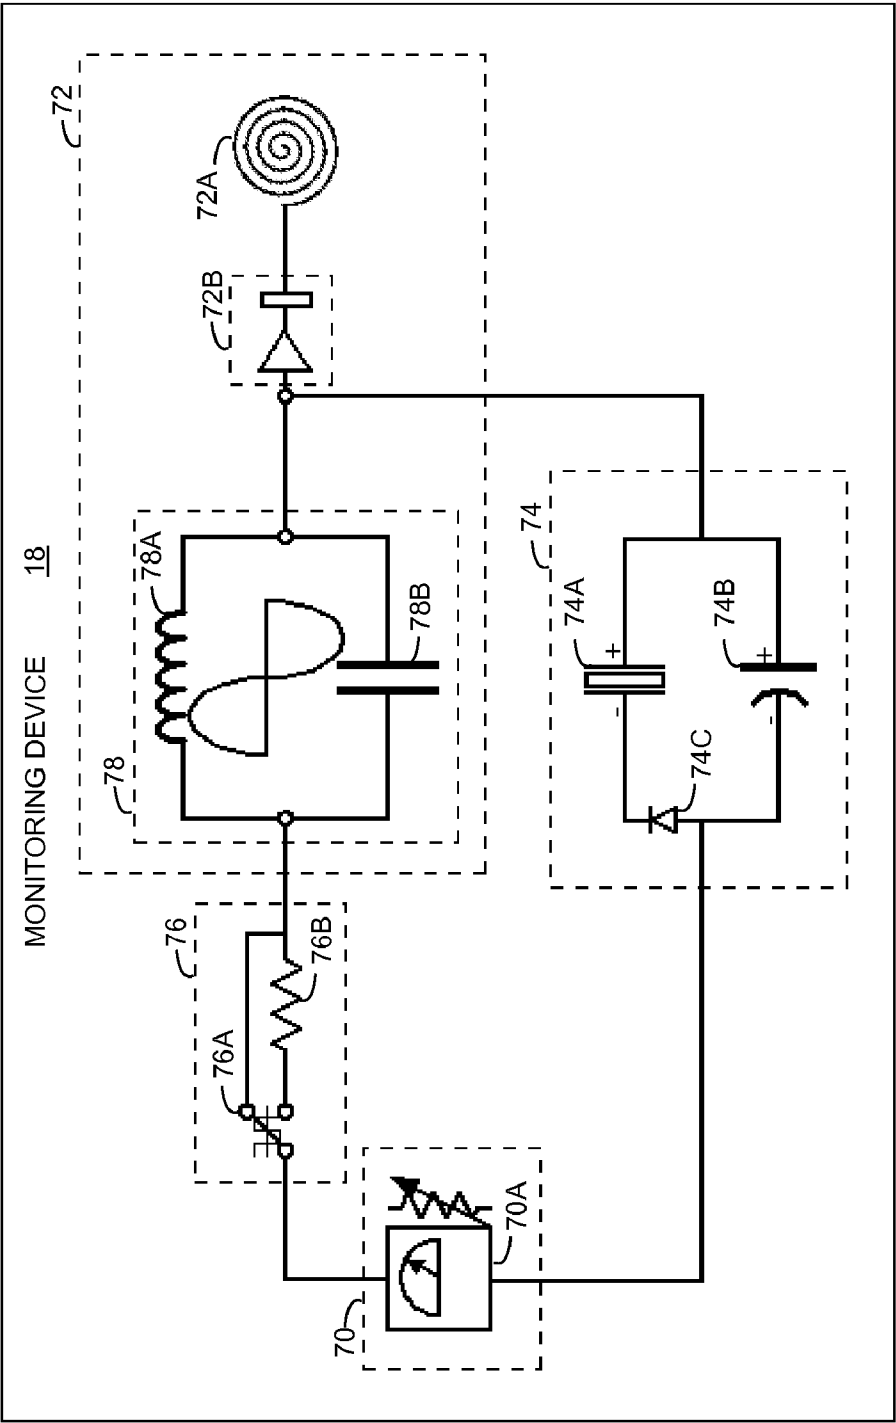 MONITORING DEVICE 18
72
72A
72B
78
78A
78B
76
76A
76B
74
74A
+
-
74B
+
-
74C
70
70A